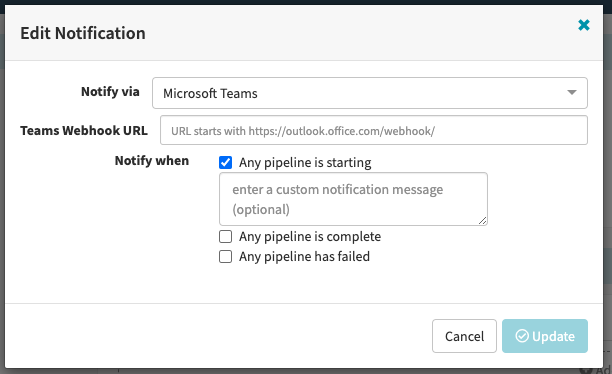 Edit Notification
Notify via
Microsoft Teams
Teams Webhook URL
URL starts with https://outlook.office.com/webhook/
Notify when
Any pipeline is starting
enter a custom notification message
(optional)
Any pipeline is complete
Any pipeline has failed
Cancel
Update